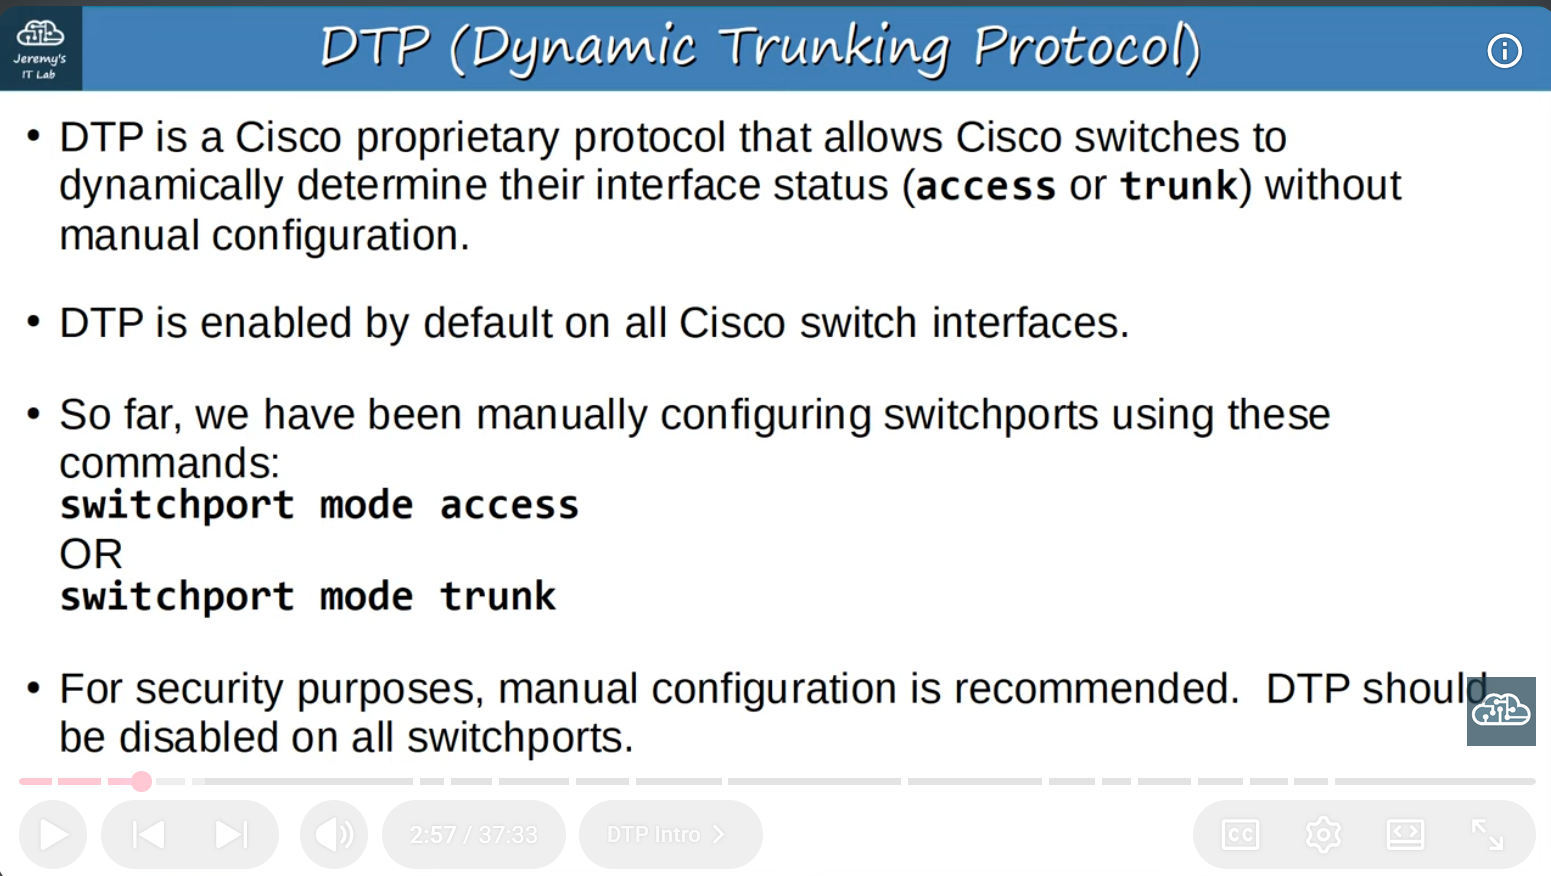 Jeremy's
IT Lab
DTP (Dynamic Trunking Protocol)
• DTP is a Cisco proprietary protocol that allows Cisco switches to
dynamically determine their interface status (access or trunk) without
manual configuration.
• DTP is enabled by default on all Cisco switch interfaces.
• So far, we have been manually configuring switchports using these
commands:
switchport mode access
OR
switchport mode trunk
• For security purposes, manual configuration is recommended.  DTP should
be disabled on all switchports.
2:57 / 37:33
DTP Intro >
CC